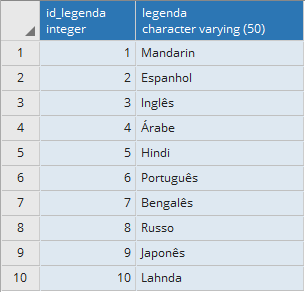 id_legenda legenda
integer character varying (50)
1 1 Mandarin
2 2 Espanhol
3 3 Inglês
4 4 Árabe
5 5 Hindi
6 6 Português
7 7 Bengalês
8 8 Russo
9 9 Japonês
10 10 Lahnda